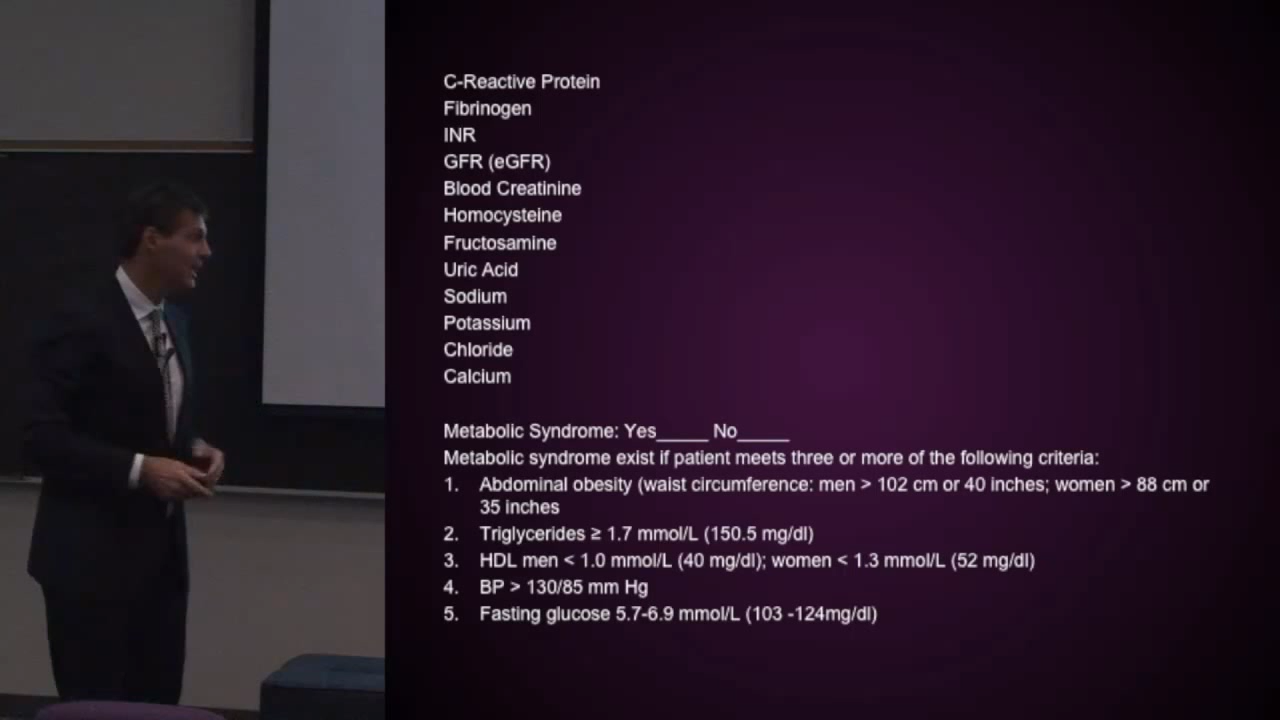 C-Reactive Protein
Fibrinogen
INR
GFR (eGFR)
Blood Creatinine
Homocysteine
Fructosamine
Uric Acid
Sodium
Potassium
Chloride
Calcium
Metabolic Syndrome: Yes_____ No_____
Metabolic syndrome exist if patient meets three or more of the following criteria:
1. Abdominal obesity (waist circumference: men > 102 cm or 40 inches; women > 88 cm or
35 inches
2. Triglycerides ≥ 1.7 mmol/L (150.5 mg/dl)
3. HDL men < 1.0 mmol/L (40 mg/dl); women < 1.3 mmol/L (52 mg/dl)
4. BP > 130/85 mm Hg
5. Fasting glucose 5.7-6.9 mmol/L (103 -124mg/dl)